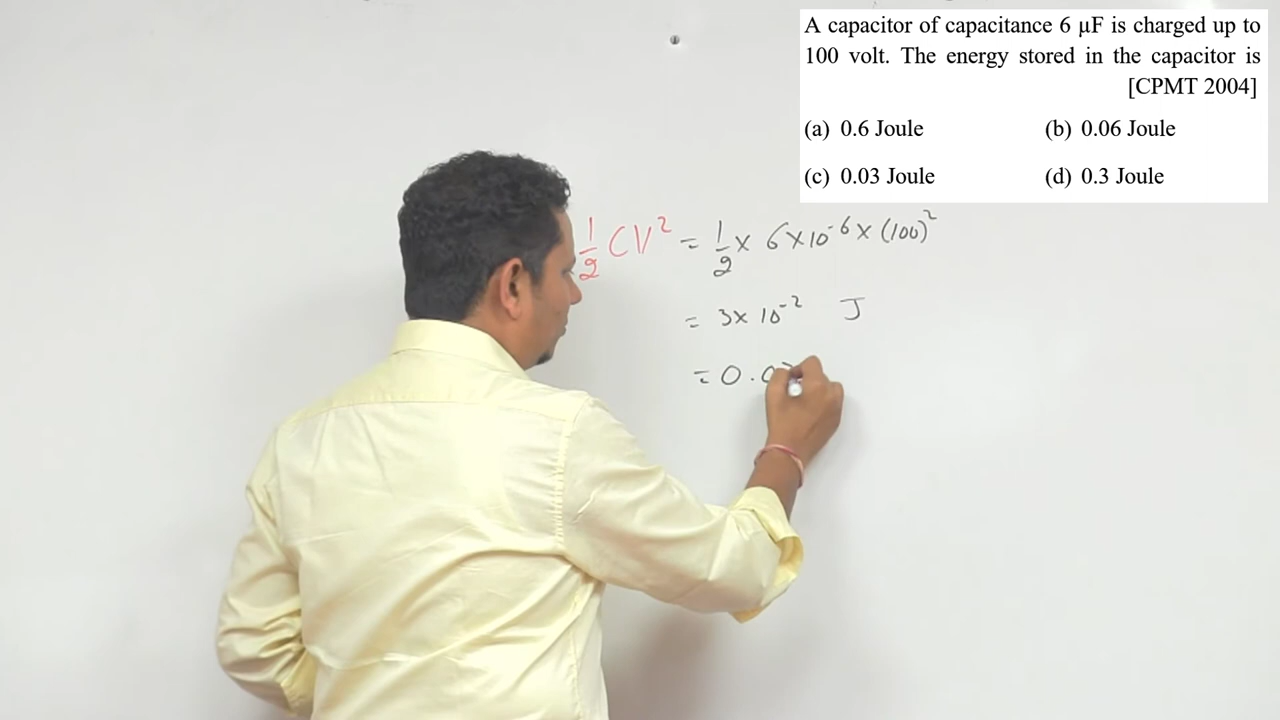 A capacitor of capacitance 6 µF is charged up to
100 volt. The energy stored in the capacitor is
[CPMT 2004]
(a) 0.6 Joule (b) 0.06 Joule
(c) 0.03 Joule (d) 0.3 Joule
1/2 CV² = 1/2 × 6×10⁻⁶ × (100)²
= 3×10⁻² J
= 0.0